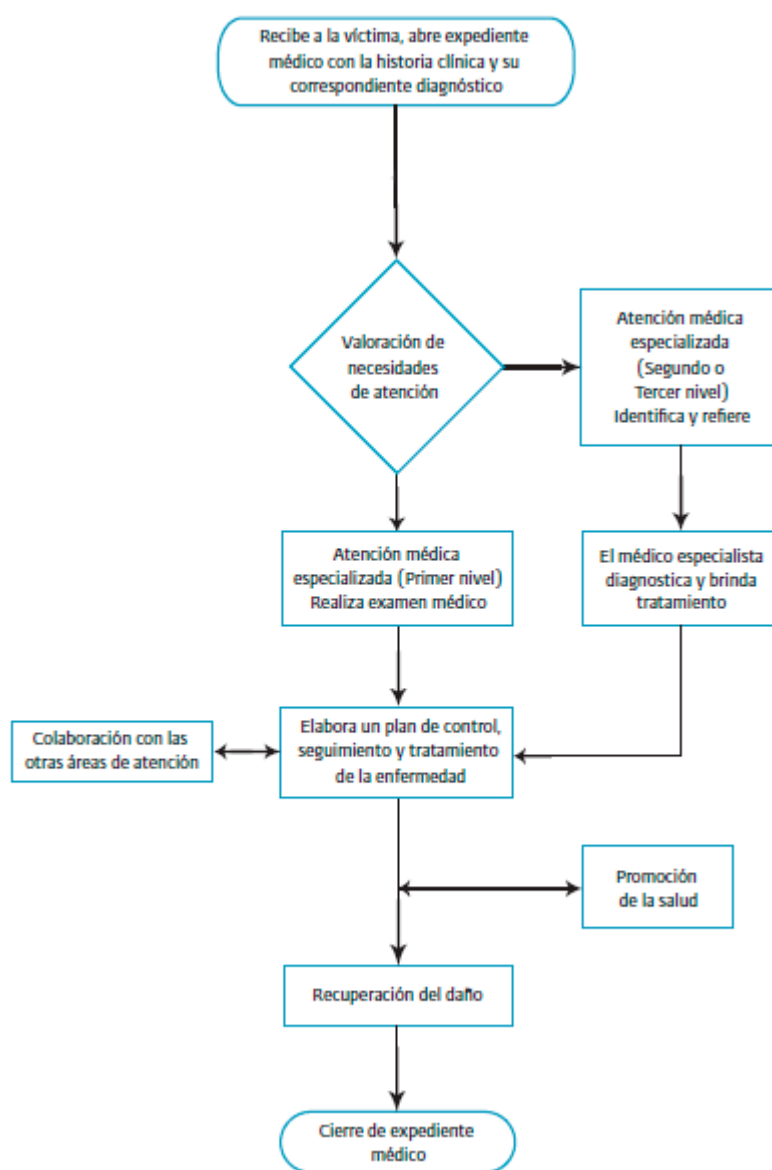 Recibe a la víctima, abre expediente
médico con la historia clínica y su
correspondiente diagnóstico
Valoración de
necesidades
de atención
Atención médica
especializada
(Segundo o
Tercer nivel)
Identifica y refiere
Atención médica
especializada (Primer nivel)
Realiza examen médico
El médico especialista
diagnostica y brinda
tratamiento
Colaboración con las
otras áreas de atención
Elabora un plan de control,
seguimiento y tratamiento
de la enfermedad
Promoción
de la salud
Recuperación del daño
Cierre de expediente
médico